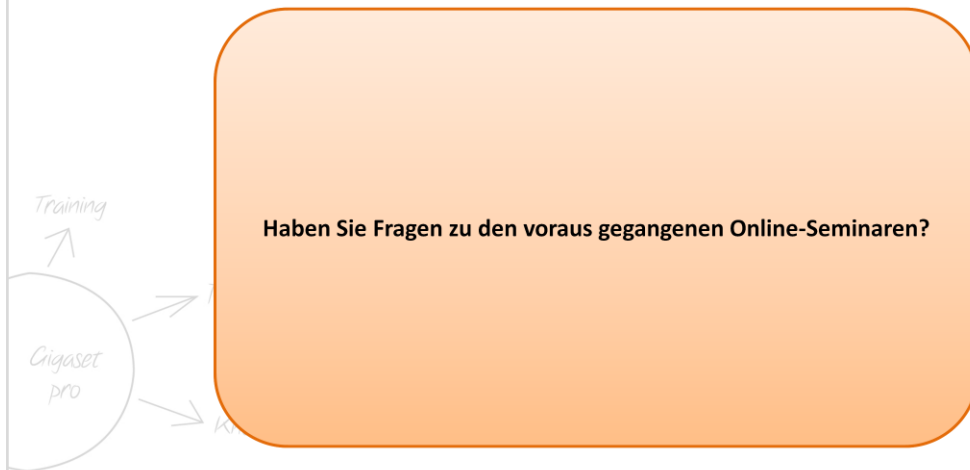 Haben Sie Fragen zu den voraus gegangenen Online-Seminaren?
Training
Gigaset
pro